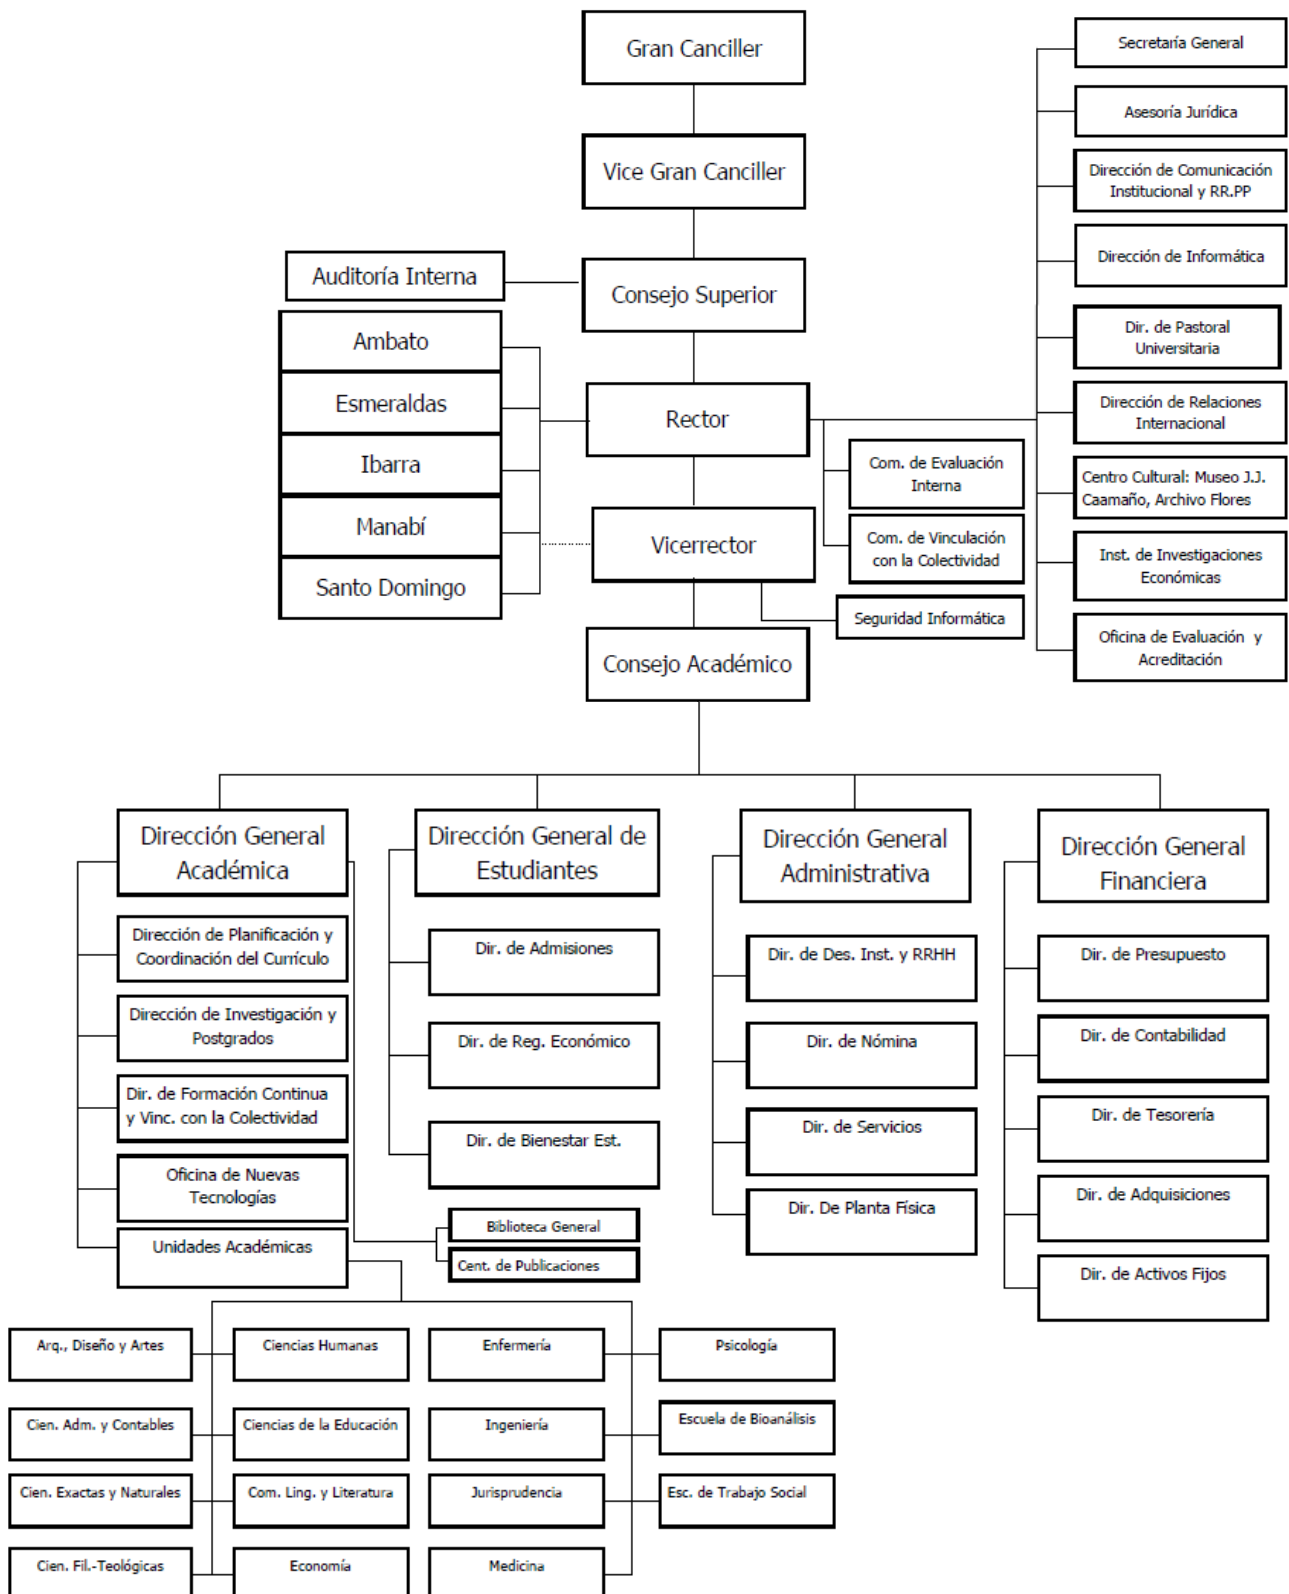 Gran Canciller
Vice Gran Canciller
Auditoría Interna
Consejo Superior
Ambato
Esmeraldas
Ibarra
Manabí
Santo Domingo
Rector
Vicerrector
Consejo Académico
Com. de Evaluación
Interna
Com. de Vinculación
con la Colectividad
Seguridad Informática
Secretaría General
Asesoría Jurídica
Dirección de Comunicación
Institucional y RR.PP
Dirección de Informática
Dir. de Pastoral
Universitaria
Dirección de Relaciones
Internacional
Centro Cultural: Museo J.J.
Caamaño, Archivo Flores
Inst. de Investigaciones
Económicas
Oficina de Evaluación y
Acreditación
Dirección General
Académica
Dirección de Planificación y
Coordinación del Currículo
Dirección de Investigación y
Postgrados
Dir. de Formación Continua
y Vinc. con la Colectividad
Oficina de Nuevas
Tecnologías
Unidades Académicas
Dirección General de
Estudiantes
Dir. de Admisiones
Dir. de Reg. Económico
Dir. de Bienestar Est.
Biblioteca General
Cent. de Publicaciones
Dirección General
Administrativa
Dir. de Des. Inst. y RRHH
Dir. de Nómina
Dir. de Servicios
Dir. De Planta Física
Dirección General
Financiera
Dir. de Presupuesto
Dir. de Contabilidad
Dir. de Tesorería
Dir. de Adquisiciones
Dir. de Activos Fijos
Arq., Diseño y Artes
Ciencias Humanas
Enfermería
Psicología
Cien. Adm. y Contables
Ciencias de la Educación
Ingeniería
Escuela de Bioanálisis
Cien. Exactas y Naturales
Com. Ling. y Literatura
Jurisprudencia
Esc. de Trabajo Social
Cien. Fil.-Teológicas
Economía
Medicina